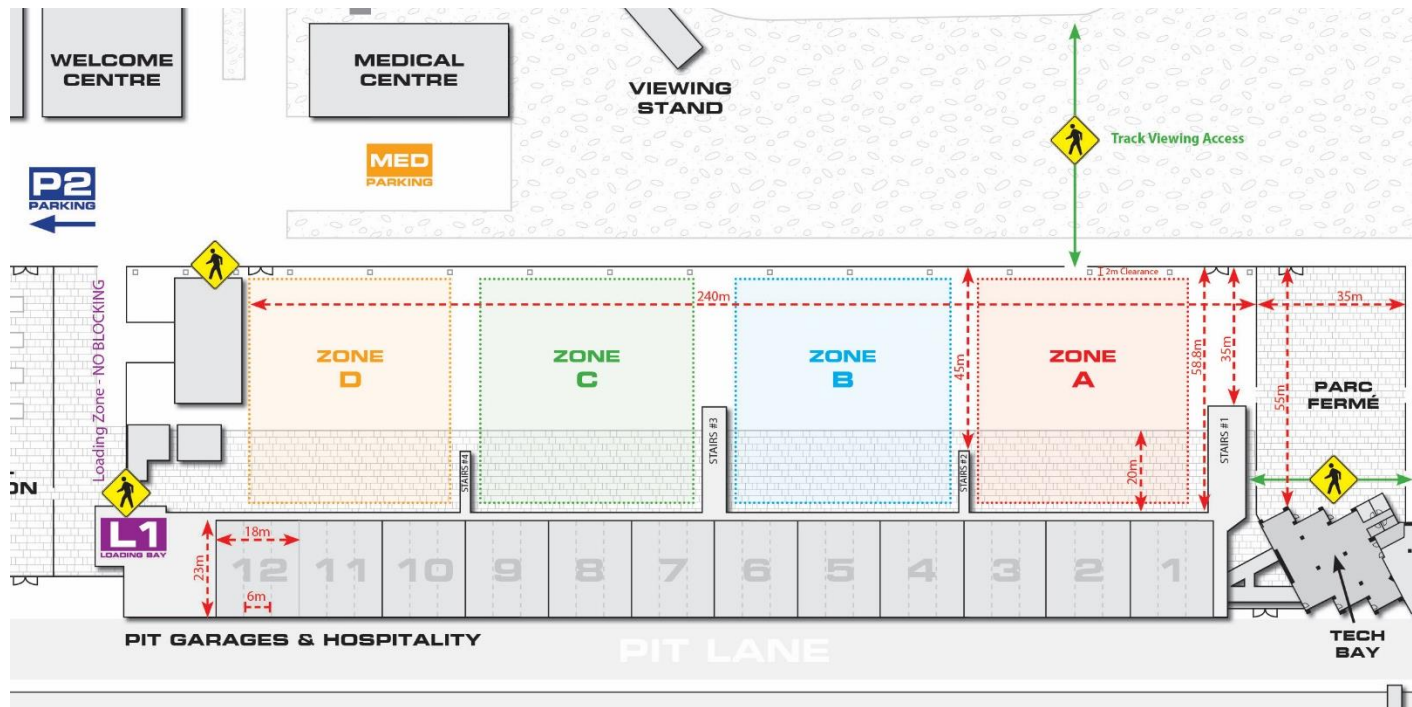 WELCOME
CENTRE
MEDICAL
CENTRE
VIEWING
STAND
Track Viewing Access
P2
PARKING
MED
PARKING
Loading Zone - NO BLOCKING
2m Clearance
240m
35m
ZONE
D
ZONE
C
ZONE
B
ZONE
A
45m
58.8m
35m
55m
PARC
FERMÉ
STAIRS #4
STAIRS #3
STAIRS #2
STAIRS #1
20m
ON
L1
LOADING BAY
18m
23m
6m
12
11
10
9
8
7
6
5
4
3
2
1
PIT GARAGES & HOSPITALITY
PIT LANE
TECH
BAY